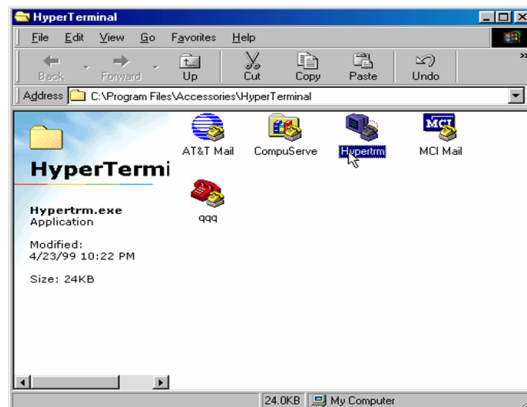 HyperTerminal
File Edit View Go Favorites Help
Back Forward Up Cut Copy Paste Undo »
Address C:\Program Files\Accessories\HyperTerminal
AT&T Mail CompuServe Hypertrm MCI MCI Mail
HyperTermi
qqq
Hypertrm.exe
Application
Modified:
4/23/99 10:22 PM
Size: 24KB
24.0KB My Computer